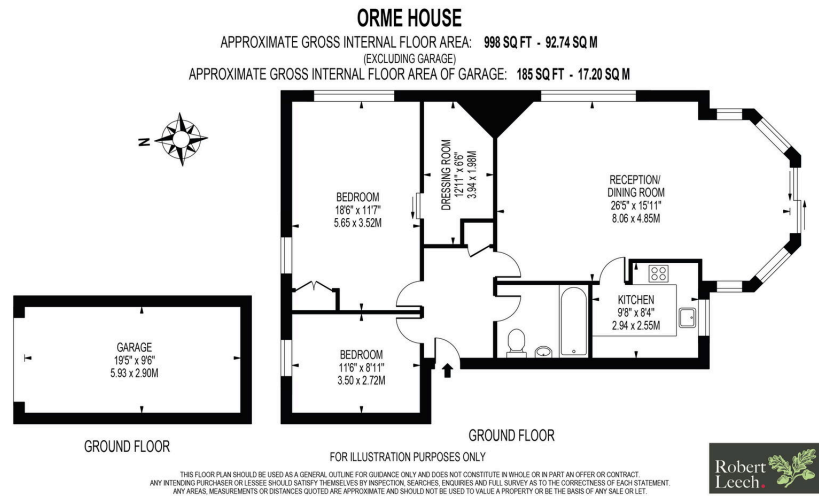 ORME HOUSE
APPROXIMATE GROSS INTERNAL FLOOR AREA: 998 SQ FT - 92.74 SQ M
(EXCLUDING GARAGE)
APPROXIMATE GROSS INTERNAL FLOOR AREA OF GARAGE: 185 SQ FT - 17.20 SQ M
N
BEDROOM
18'6" x 11'7"
5.65 x 3.52M
DRESSING ROOM
12'11" x 6'6"
3.94 x 1.98M
RECEPTION/
DINING ROOM
26'5" x 15'11"
8.06 x 4.85M
KITCHEN
9'8" x 8'4"
2.94 x 2.55M
GARAGE
19'5" x 9'6"
5.93 x 2.90M
BEDROOM
11'6" x 8'11"
3.50 x 2.72M
GROUND FLOOR
GROUND FLOOR
FOR ILLUSTRATION PURPOSES ONLY
THIS FLOOR PLAN SHOULD BE USED AS A GENERAL OUTLINE FOR GUIDANCE ONLY AND DOES NOT CONSTITUTE IN WHOLE OR IN PART AN OFFER OR CONTRACT.
ANY INTENDING PURCHASER OR LESSEE SHOULD SATISFY THEMSELVES BY INSPECTION, SEARCHES, ENQUIRIES AND FULL SURVEY AS TO THE CORRECTNESS OF EACH STATEMENT.
ANY AREAS, MEASUREMENTS OR DISTANCES QUOTED ARE APPROXIMATE AND SHOULD NOT BE USED TO VALUE A PROPERTY OR BE THE BASIS OF ANY SALE OR LET.
Robert
Leech.